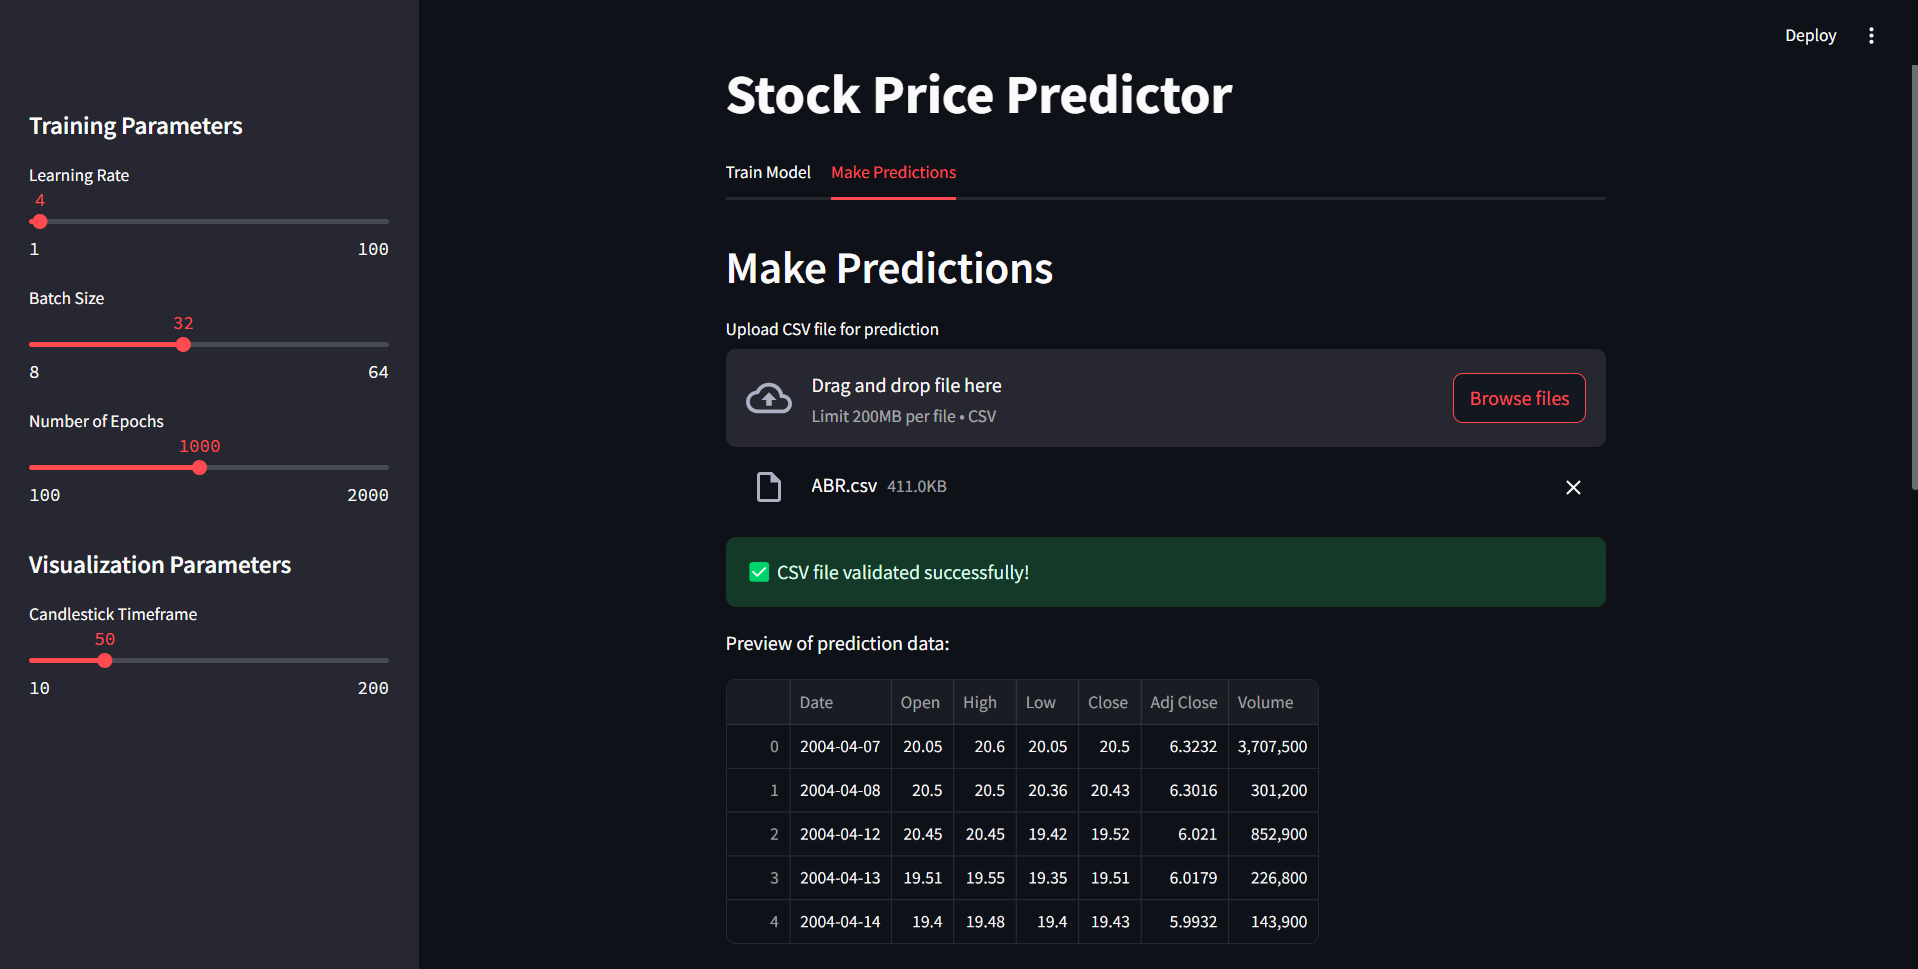 Deploy
Training Parameters
Learning Rate
4
1 100
Batch Size
32
8 64
Number of Epochs
1000
100 2000
Visualization Parameters
Candlestick Timeframe
50
10 200
Stock Price Predictor
Train Model Make Predictions
Make Predictions
Upload CSV file for prediction
Drag and drop file here
Limit 200MB per file • CSV
Browse files
ABR.csv 411.0KB
CSV file validated successfully!
Preview of prediction data:
Date Open High Low Close Adj Close Volume
0 2004-04-07 20.05 20.6 20.05 20.5 6.3232 3,707,500
1 2004-04-08 20.5 20.5 20.36 20.43 6.3016 301,200
2 2004-04-12 20.45 20.45 19.42 19.52 6.021 852,900
3 2004-04-13 19.51 19.55 19.35 19.51 6.0179 226,800
4 2004-04-14 19.4 19.48 19.4 19.43 5.9932 143,900